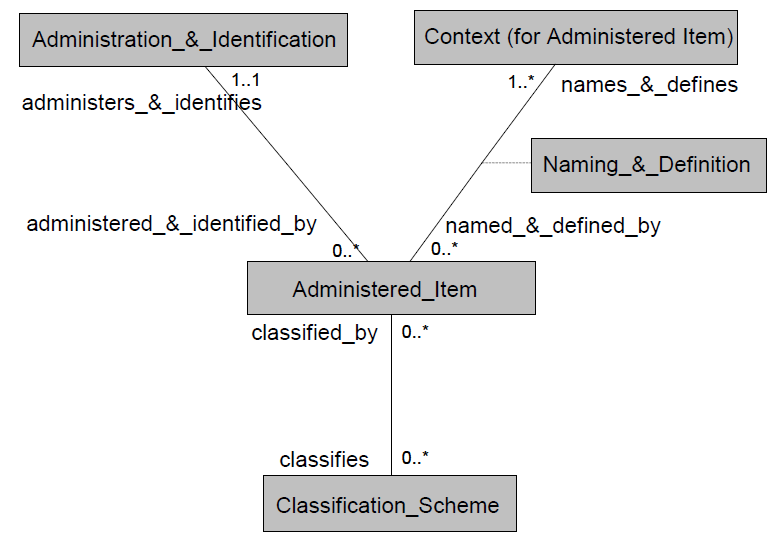 Administration_&_Identification
Context (for Administered Item)
1..1
1..*
names_&_defines
administers_&_identifies
Naming_&_Definition
administered_&_identified_by
named_&_defined_by
0..*
0..*
Administered_Item
classified_by
0..*
classifies
0..*
Classification_Scheme